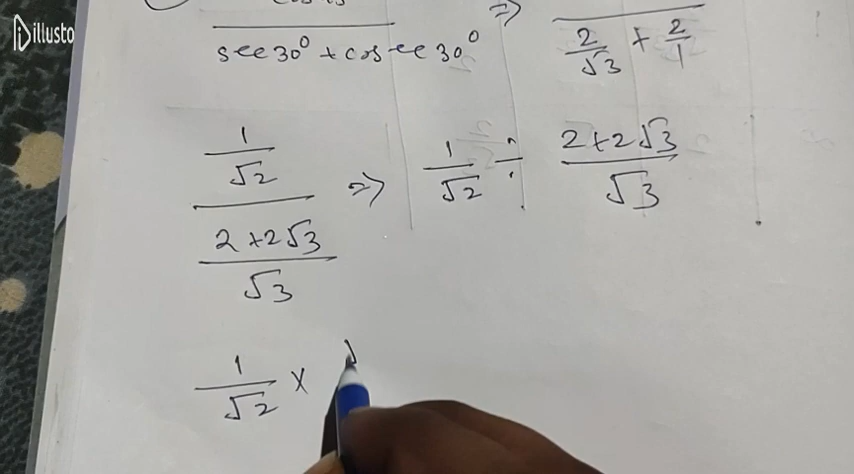 illusto
sec 30° + cosec 30° ⇒ 2/√3 + 2/1
1/√2 / (2+2√3)/√3 ⇒ 1/√2 ÷ (2+2√3)/√3
1/√2 ×